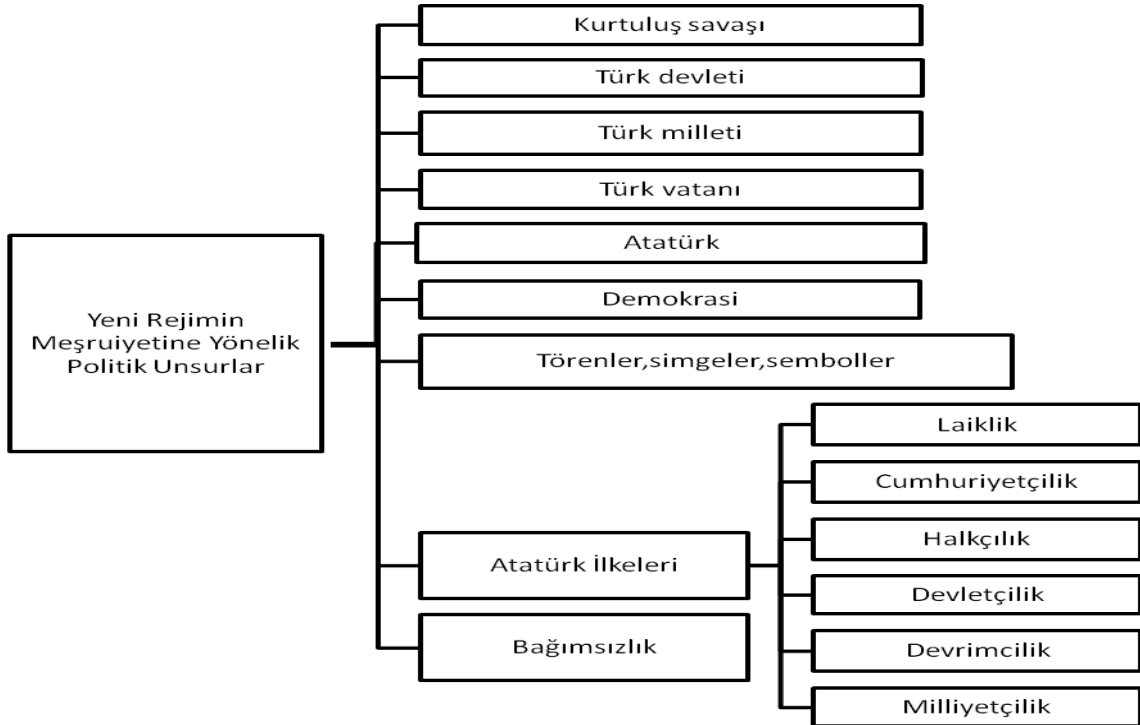 Kurtuluş savaşı
Türk devleti
Türk milleti
Türk vatanı
Atatürk
Yeni Rejimin
Meşruiyetine Yönelik
Politik Unsurlar
Demokrasi
Törenler,simgeler,semboller
Atatürk İlkeleri
Laiklik
Cumhuriyetçilik
Halkçılık
Devletçilik
Devrimcilik
Milliyetçilik
Bağımsızlık